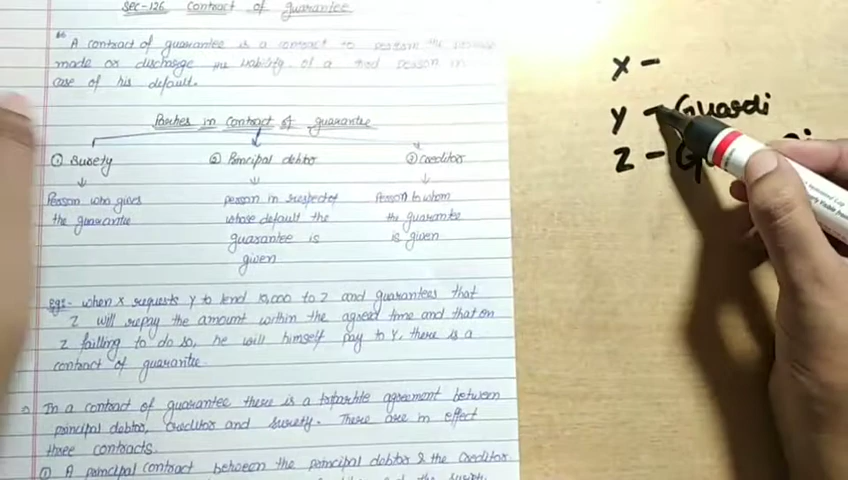 Sec-126 Contract of guarantee
"A contract of guarantee is a contract to perform the promise
made or discharge the liability of a third person in
case of his default.
Parties in contract of guarantee
① Surety ② Principal debtor ③ Creditor
Person who gives
the guarantee
person in respect of
whose default the
guarantee is
given
Person to whom
the guarantee
is given
eg:- when X requests Y to lend 10,000 to Z and guarantees that
Z will repay the amount within the agreed time and that on
Z failling to do so, he will himself pay to Y, there is a
contract of guarantee
In a contract of guarantee there is a tripartite agreement between
principal debtor, creditor and surety. There are in effect
three contracts.
① A principal contract between the principal debtor & the creditor
X -
Y - Guardi
Z - G